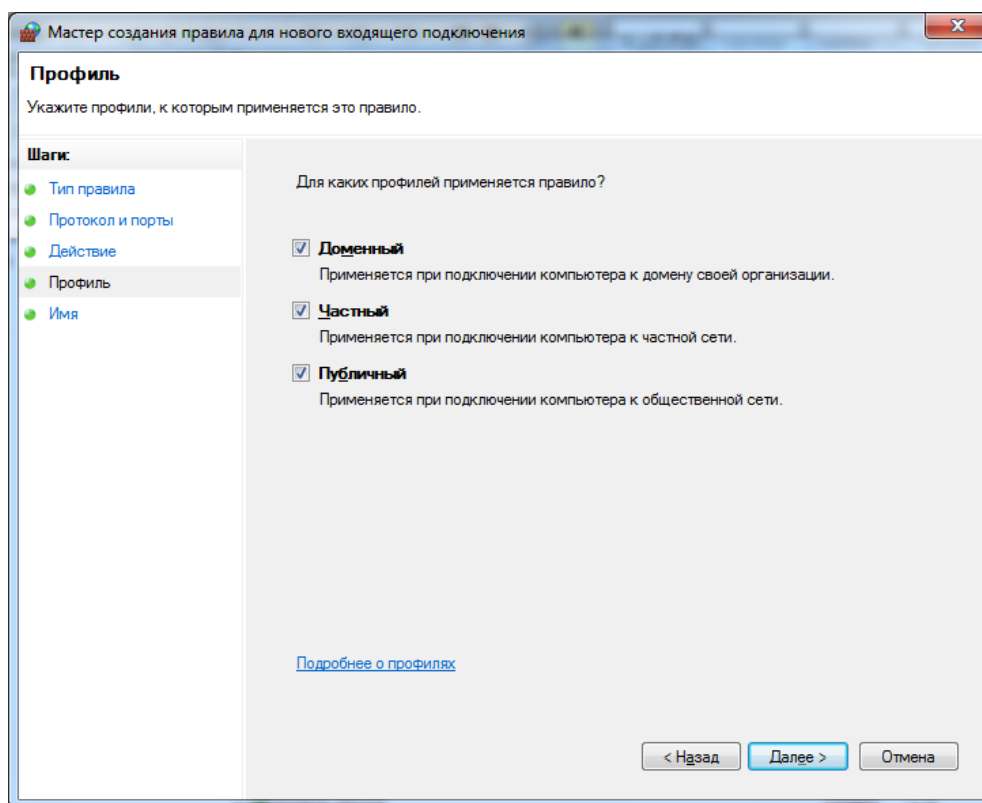 Мастер создания правила для нового входящего подключения
Профиль
Укажите профили, к которым применяется это правило.
Шаги:
Тип правила
Протокол и порты
Действие
Профиль
Имя
Для каких профилей применяется правило?
Доменный
Применяется при подключении компьютера к домену своей организации.
Частный
Применяется при подключении компьютера к частной сети.
Публичный
Применяется при подключении компьютера к общественной сети.
Подробнее о профилях
< Назад
Далее >
Отмена